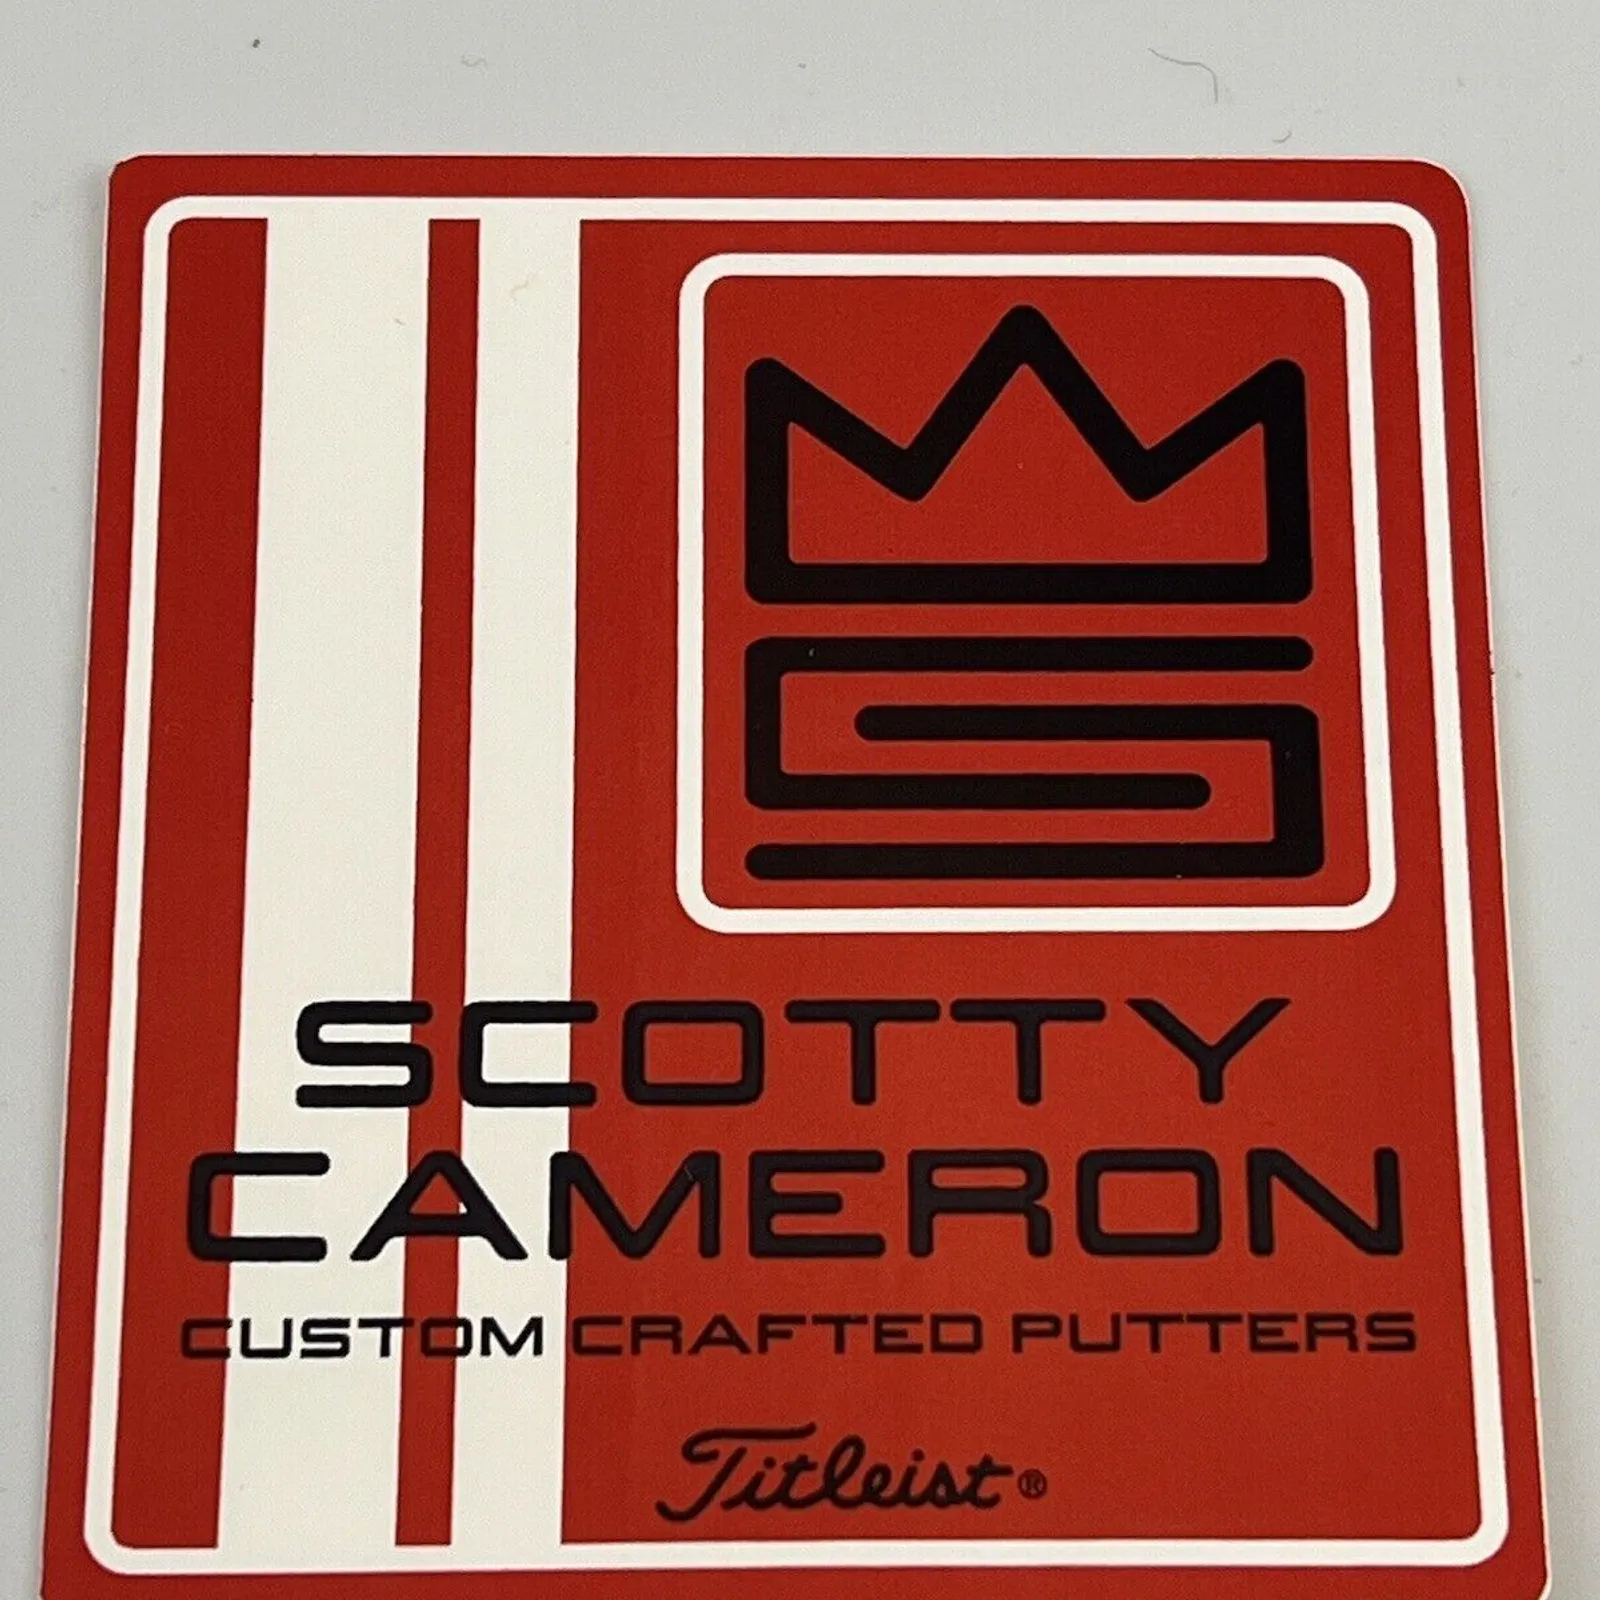 SCOTTY
CAMERON
CUSTOM CRAFTED PUTTERS
Titleist®